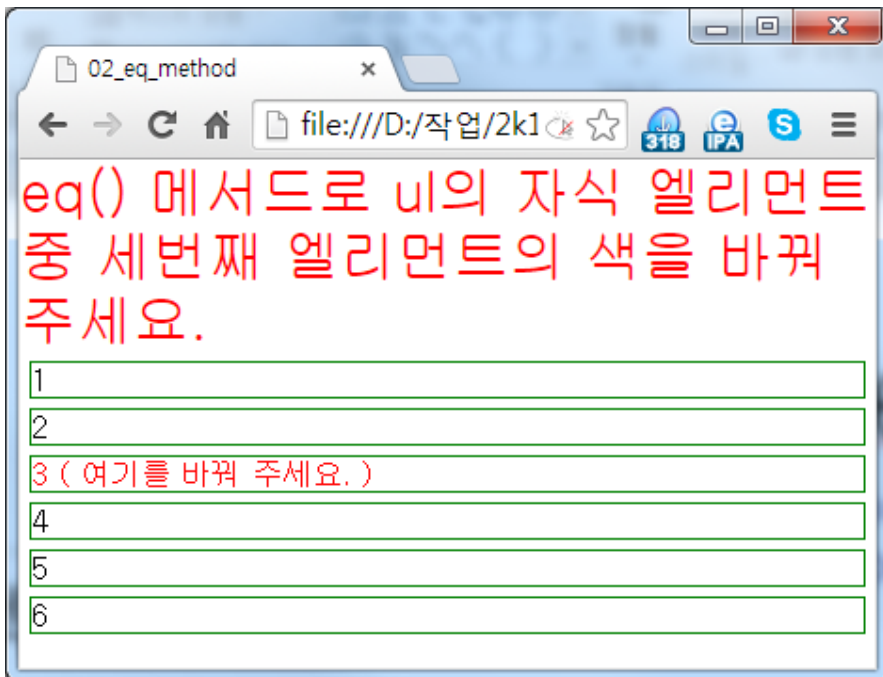 02_eq_method
file:///D:/작업/2k1
318
IPA
eq() 메서드로 ul의 자식 엘리먼트
중 세번째 엘리먼트의 색을 바꿔
주세요.
1
2
3 ( 여기를 바꿔 주세요. )
4
5
6